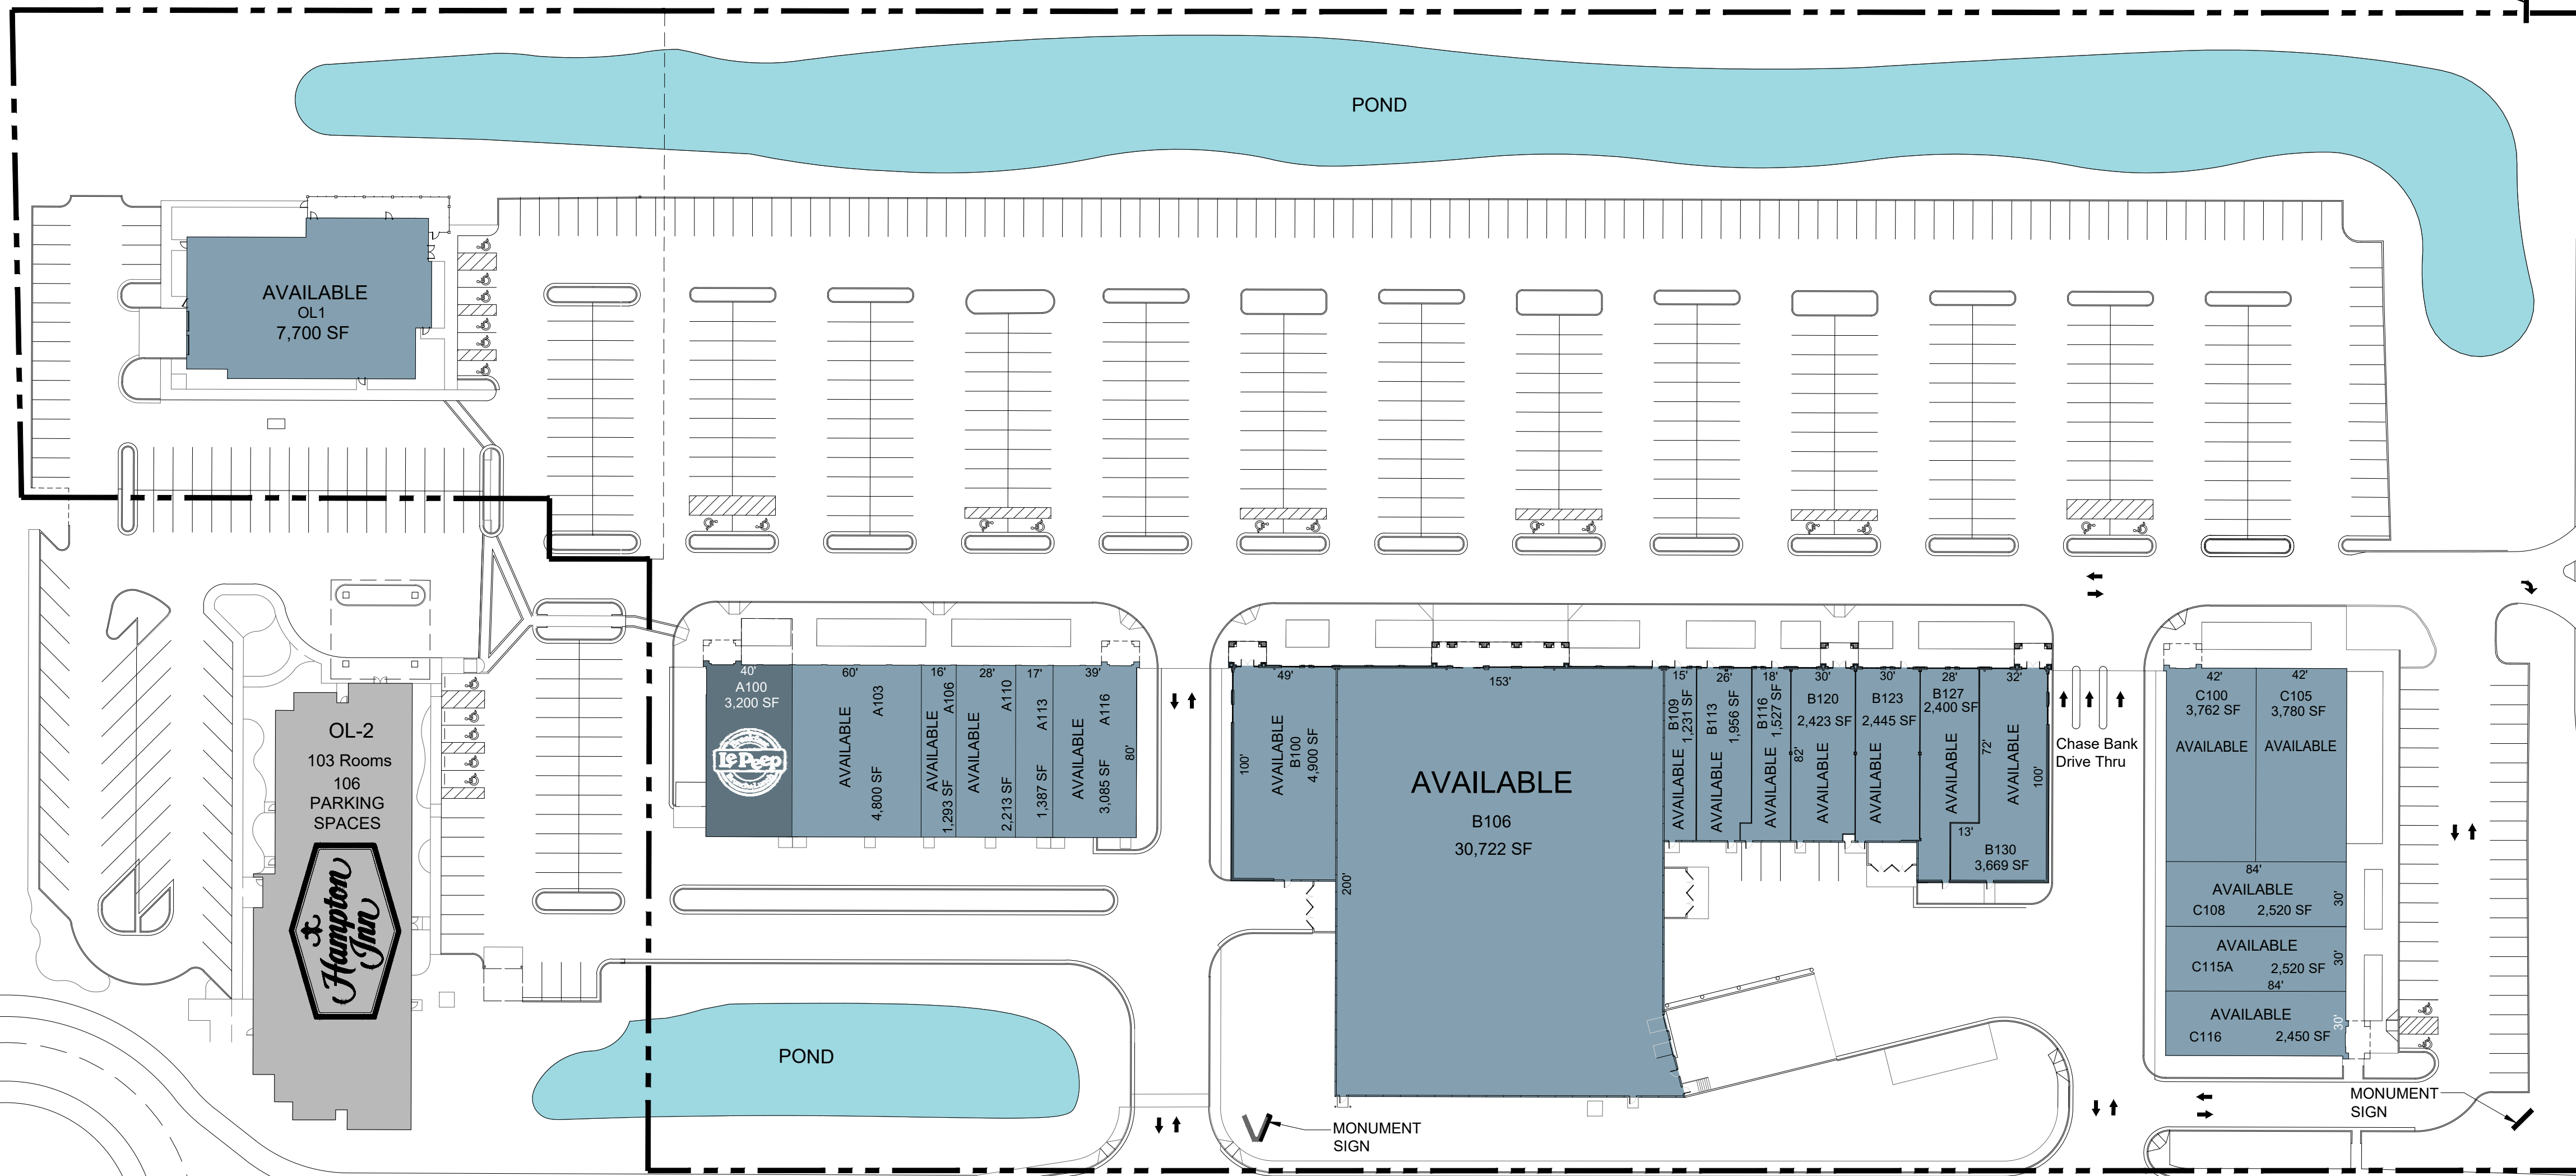 POND
AVAILABLE
OL1
7,700 SF
OL-2
103 Rooms
106
PARKING
SPACES
Hampton
Inn
40'
A100
3,200 SF
Le Peep
60'
A103
AVAILABLE
4,800 SF
16'
A106
AVAILABLE
1,293 SF
28'
A110
AVAILABLE
2,213 SF
17'
A113
1,387 SF
39'
A116
AVAILABLE
3,085 SF
80'
49'
100'
AVAILABLE
B100
4,900 SF
153'
AVAILABLE
B106
30,722 SF
200'
15'
B109
1,231 SF
AVAILABLE
26'
B113
1,956 SF
AVAILABLE
18'
B116
1,527 SF
AVAILABLE
30'
B120
2,423 SF
82'
AVAILABLE
30'
B123
2,445 SF
AVAILABLE
28'
B127
2,400 SF
AVAILABLE
72'
13'
32'
AVAILABLE
100'
B130
3,669 SF
Chase Bank
Drive Thru
42'
C100
3,762 SF
AVAILABLE
42'
C105
3,780 SF
AVAILABLE
84'
AVAILABLE
C108 2,520 SF
30'
AVAILABLE
C115A 2,520 SF
30'
84'
AVAILABLE
C116 2,450 SF
30'
POND
MONUMENT
SIGN
MONUMENT
SIGN